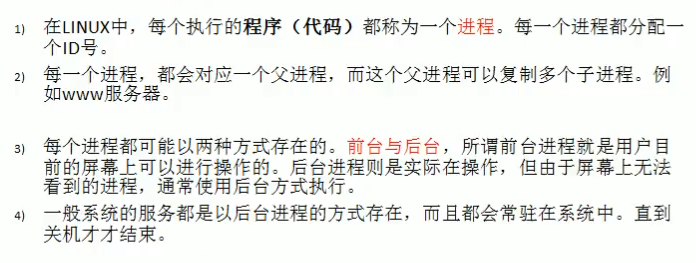 1) 在LINUX中，每个执行的程序（代码）都称为一个进程。每一个进程都分配一
个ID号。
2) 每一个进程，都会对应一个父进程，而这个父进程可以复制多个子进程。例
如www服务器。
3) 每个进程都可能以两种方式存在的。前台与后台，所谓前台进程就是用户目
前的屏幕上可以进行操作的。后台进程则是实际在操作，但由于屏幕上无法
看到的进程，通常使用后台方式执行。
4) 一般系统的服务都是以后台进程的方式存在，而且都会常驻在系统中。直到
关机才才结束。